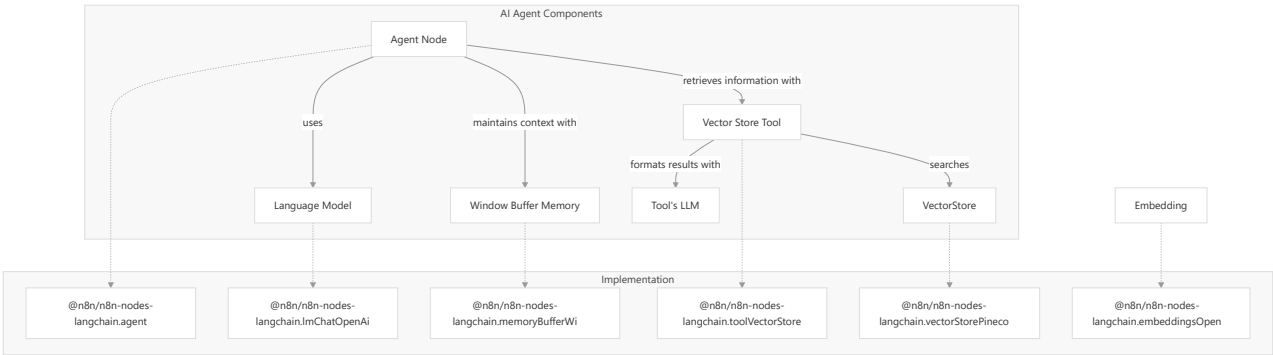 AI Agent Components
Agent Node
retrieves information with
uses
maintains context with
Vector Store Tool
formats results with
searches
Language Model
Window Buffer Memory
Tool's LLM
VectorStore
Embedding
Implementation
@n8n/n8n-nodes-
langchain.agent
@n8n/n8n-nodes-
langchain.lmChatOpenAi
@n8n/n8n-nodes-
langchain.memoryBufferWi
@n8n/n8n-nodes-
langchain.toolVectorStore
@n8n/n8n-nodes-
langchain.vectorStorePineco
@n8n/n8n-nodes-
langchain.embeddingsOpen